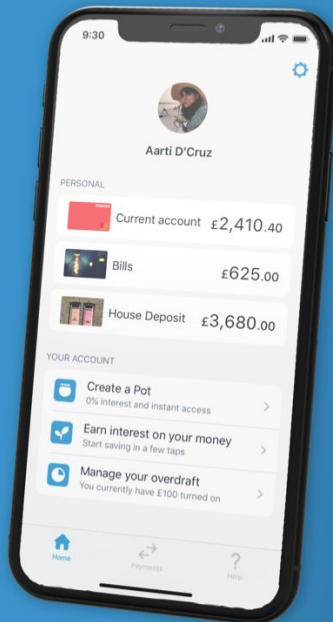 9:30
Aarti D'Cruz
PERSONAL
Current account £2,410.40
Bills £625.00
House Deposit £3,680.00
YOUR ACCOUNT
Create a Pot
0% interest and instant access
Earn interest on your money
Start saving in a few taps
Manage your overdraft
You currently have £100 turned on
Home Payments Help